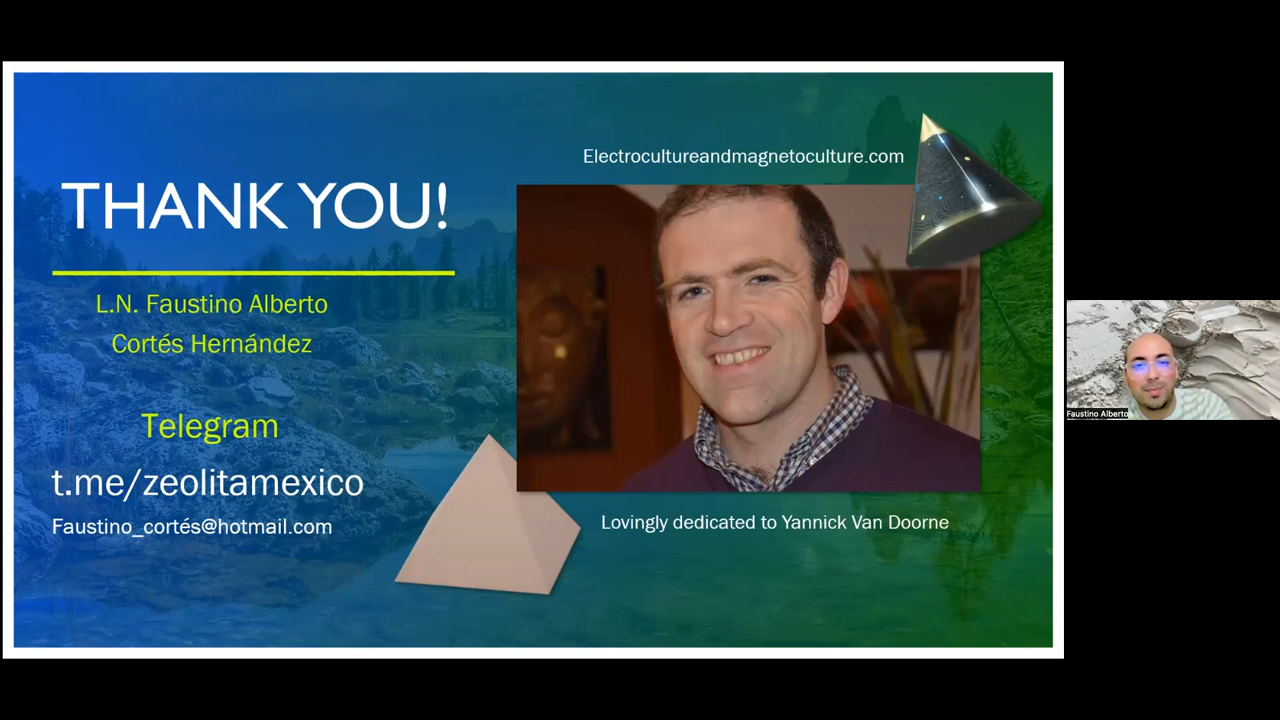 THANK YOU!
L.N. Faustino Alberto
Cortés Hernández
Telegram
t.me/zeolitamexico
Faustino_cortés@hotmail.com
Electrocultureandmagnetoculture.com
Lovingly dedicated to Yannick Van Doorne
Faustino Alberto